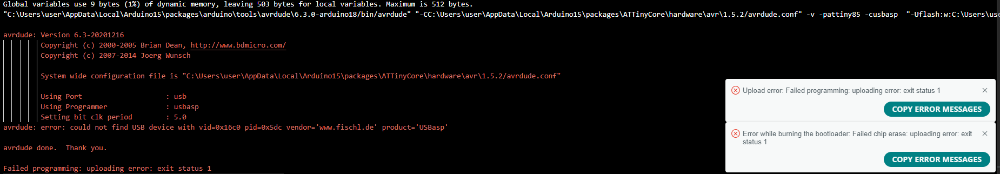 Global variables use 9 bytes (1%) of dynamic memory, leaving 503 bytes for local variables. Maximum is 512 bytes.
"C:\Users\user\AppData\Local\Arduino15\packages\arduino\tools\avrdude\6.3.0-arduino18/bin/avrdude" "-CC:\Users\user\AppData\Local\Arduino15\packages\ATTinyCore\hardware\avr\1.5.2/avrdude.conf" -v -pattiny85 -cusbasp  "-Uflash:w:C:\Users\use
avrdude: Version 6.3-20201216
Copyright (c) 2000-2005 Brian Dean, http://www.bdmicro.com/
Copyright (c) 2007-2014 Joerg Wunsch
System wide configuration file is "C:\Users\user\AppData\Local\Arduino15\packages\ATTinyCore\hardware\avr\1.5.2/avrdude.conf"
Using Port                    : usb
Using Programmer              : usbasp
Setting bit clk period        : 5.0
avrdude: error: could not find USB device with vid=0x16c0 pid=0x5dc vendor='www.fischl.de' product='USBasp'
avrdude done.  Thank you.
Failed programming: uploading error: exit status 1
Upload error: Failed programming: uploading error: exit status 1
COPY ERROR MESSAGES
Error while burning the bootloader: Failed chip erase: uploading error: exit
status 1
COPY ERROR MESSAGES